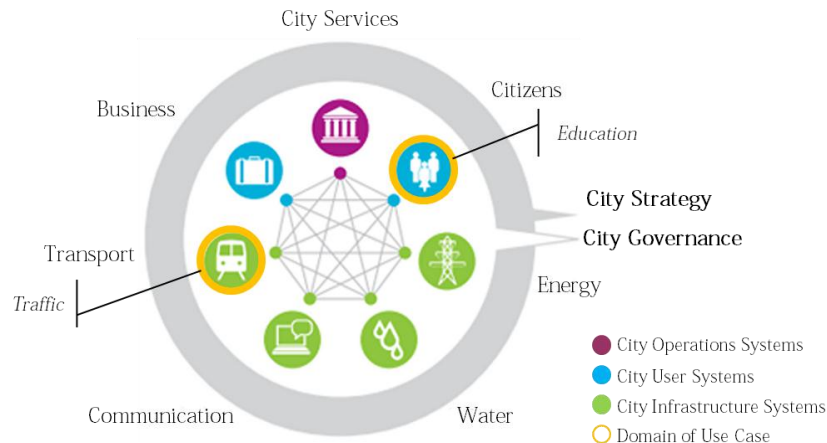 City Services
Citizens
Business
Education
City Strategy
City Governance
Transport
Energy
Traffic
City Operations Systems
City User Systems
Communication
Water
City Infrastructure Systems
Domain of Use Case